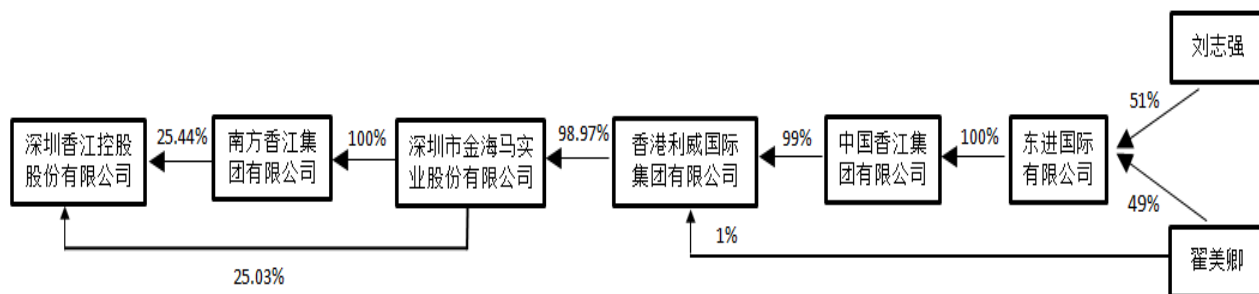 刘志强
51%
深圳香江控股
股份有限公司
25.44%
南方香江集
团有限公司
100%
深圳市金海马实
业股份有限公司
98.97%
香港利威国际
集团有限公司
99%
中国香江集
团有限公司
100%
东进国际
有限公司
49%
1%
翟美卿
25.03%